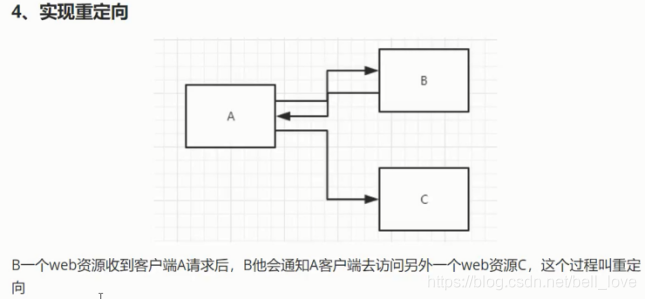 4、实现重定向
B
A
C
B一个web资源收到客户端A请求后，B他会通知A客户端去访问另外一个web资源C，这个过程叫重定
向
https://blog.csdn.net/bell_love